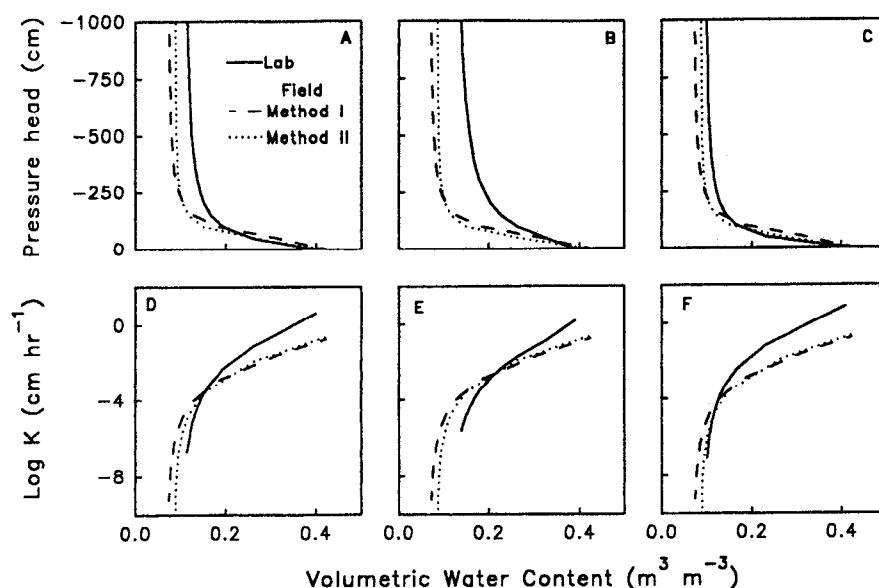 Pressure head (cm)
-1000
-750
-500
-250
0
A
Lab
Field
Method I
Method II
B
C
Log K (cm hr⁻¹)
0
-4
-8
D
E
F
0.0 0.2 0.4
0.0 0.2 0.4
0.0 0.2 0.4
Volumetric Water Content (m³ m⁻³)